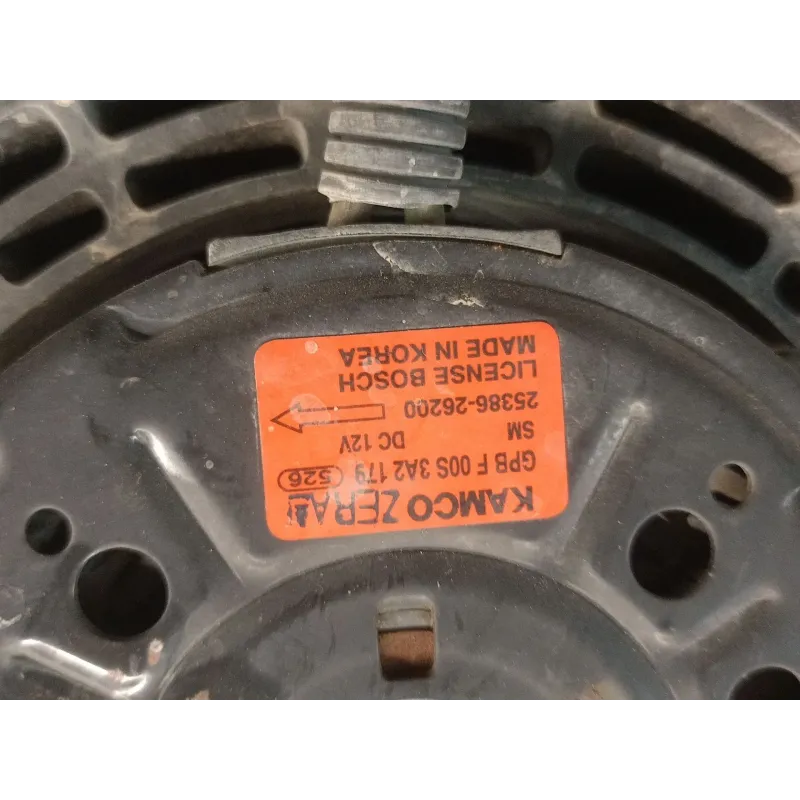 KAMCO ZERA
GPB F 00S 3A2 179 526
SM DC 12V
25386-26200
LICENSE BOSCH
MADE IN KOREA